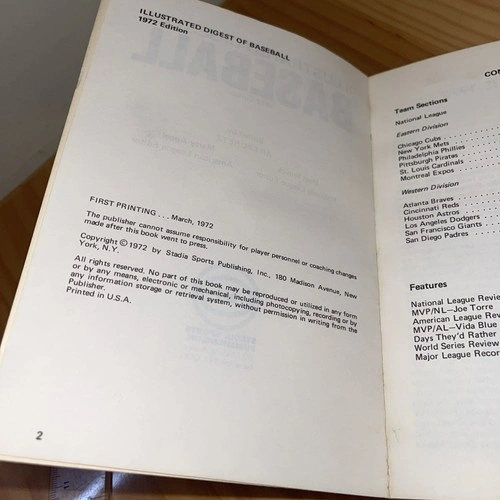 ILLUSTRATED DIGEST OF BASEBALL
1972 Edition
FIRST PRINTING . . . March, 1972
The publisher cannot assume responsibility for player personnel or coaching changes
made after this book went to press.
Copyright © 1972 by Stadia Sports Publishing, Inc., 180 Madison Avenue, New
York, N.Y.
All rights reserved. No part of this book may be reproduced or utilized in any form
or by any means, electronic or mechanical, including photocopying, recording or by
any information storage or retrieval system, without permission in writing from the
Publisher.
Printed in U.S.A.
2
CON
Team Sections
National League
Eastern Division
Chicago Cubs . . . . . . . . .
New York Mets . . . . . . . .
Philadelphia Phillies . . . . .
Pittsburgh Pirates . . . . . .
St. Louis Cardinals . . . . . .
Montreal Expos . . . . . . . .
Western Division
Atlanta Braves . . . . . . . .
Cincinnati Reds . . . . . . . .
Houston Astros . . . . . . . .
Los Angeles Dodgers . . . . .
San Francisco Giants . . . . .
San Diego Padres . . . . . . .
Features
National League Revie
MVP/NL—Joe Torre
American League Rev
MVP/AL—Vida Blue
Days They'd Rather
World Series Review
Major League Recor